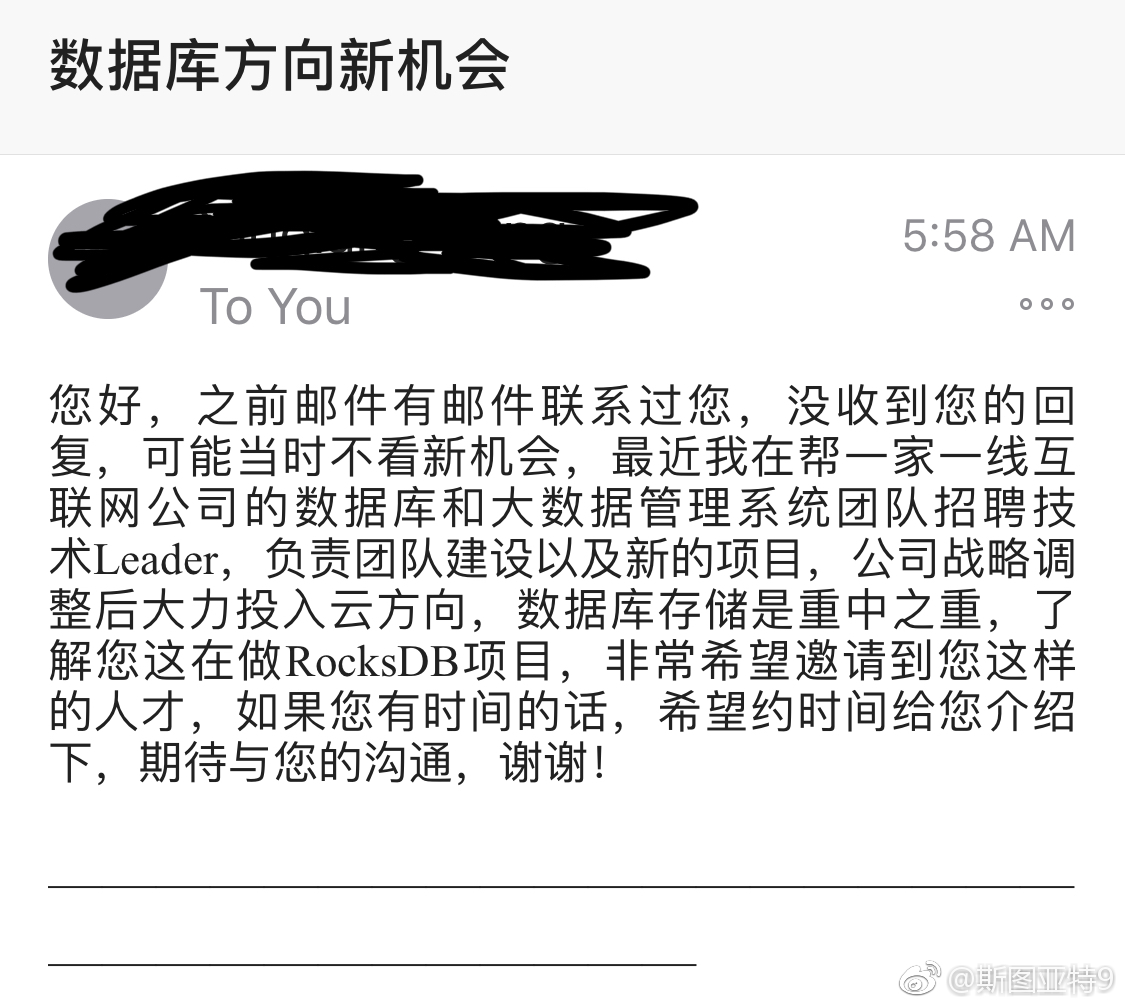 数据库方向新机会
5:58 AM
To You
您好，之前邮件有邮件联系过您，没收到您的回
复，可能当时不看新机会，最近我在帮一家一线互
联网公司的数据库和大数据管理系统团队招聘技
术Leader，负责团队建设以及新的项目，公司战略调
整后大力投入云方向，数据库存储是重中之重，了
解您这在做RocksDB项目，非常希望邀请到您这样
的人才，如果您有时间的话，希望约时间给您介绍
下，期待与您的沟通，谢谢！
@斯图亚特9